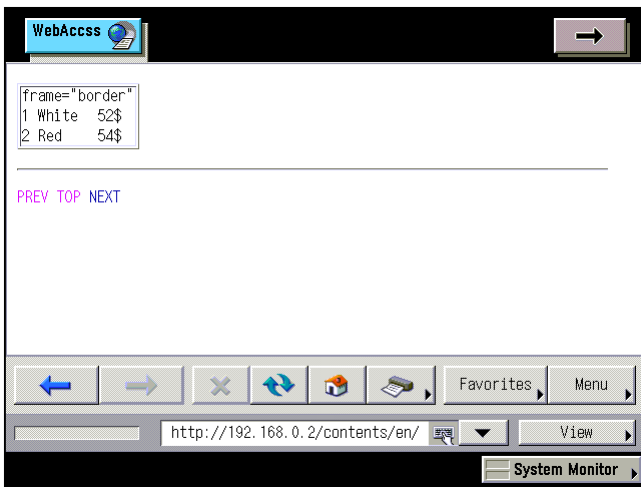 WebAccss
frame="border"
1 White 52$
2 Red 54$
PREV TOP NEXT
Favorites
Menu
http://192.168.0.2/contents/en/
View
System Monitor